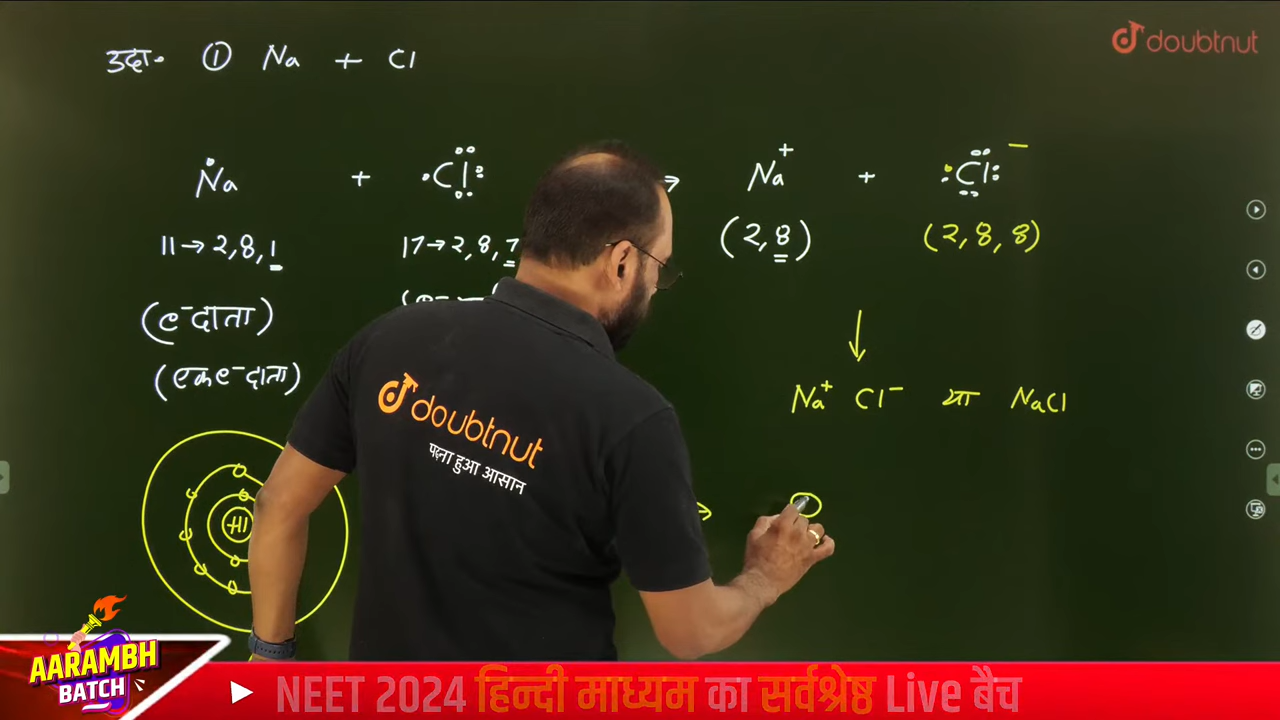 उदा. ① Na + Cl
doubtnut
Na + Cl → Na⁺ + Cl⁻
11→2,8,1 17→2,8,7 (2,8) (2,8,8)
(e⁻दाता)
(एक e⁻दाता)
Na⁺ Cl⁻ या NaCl
doubtnut
पढ़ना हुआ आसान
+11
AARAMBH
BATCH
NEET 2024 हिन्दी माध्यम का सर्वश्रेष्ठ Live बैच